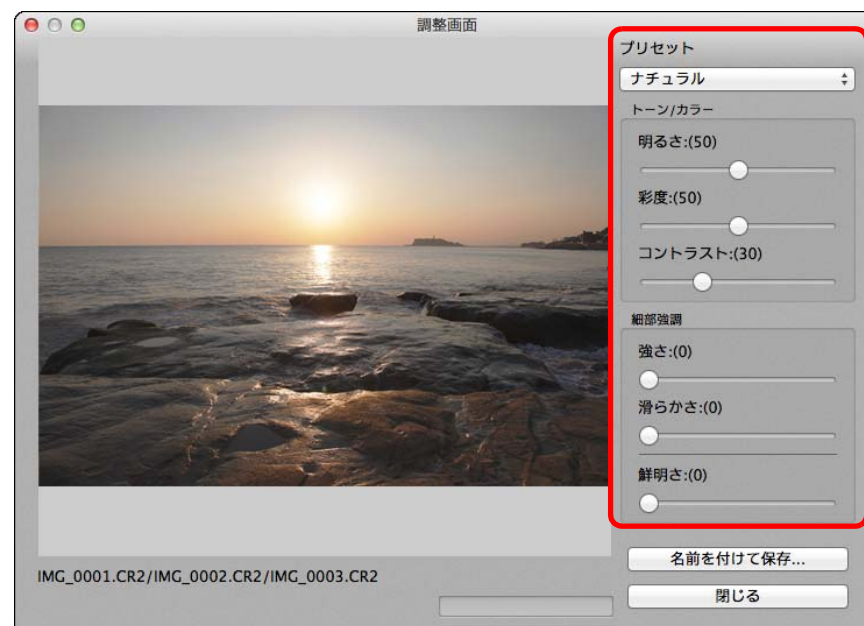 調整画面
プリセット
ナチュラル
トーン/カラー
明るさ:(50)
彩度:(50)
コントラスト:(30)
細部強調
強さ:(0)
滑らかさ:(0)
鮮明さ:(0)
名前を付けて保存...
閉じる
IMG_0001.CR2/IMG_0002.CR2/IMG_0003.CR2